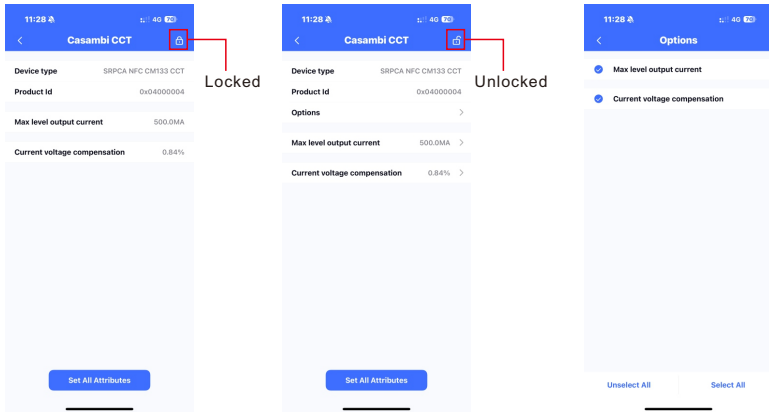 11:28
4G 76
Casambi CCT
Device type SRPCA NFC CM133 CCT
Product Id 0x04000004
Max level output current 500.0MA
Current voltage compensation 0.84%
Set All Attributes
Locked
11:28
4G 76
Casambi CCT
Device type SRPCA NFC CM133 CCT
Product Id 0x04000004
Options
Max level output current 500.0MA
Current voltage compensation 0.84%
Set All Attributes
Unlocked
11:28
4G 76
Options
Max level output current
Current voltage compensation
Unselect All
Select All